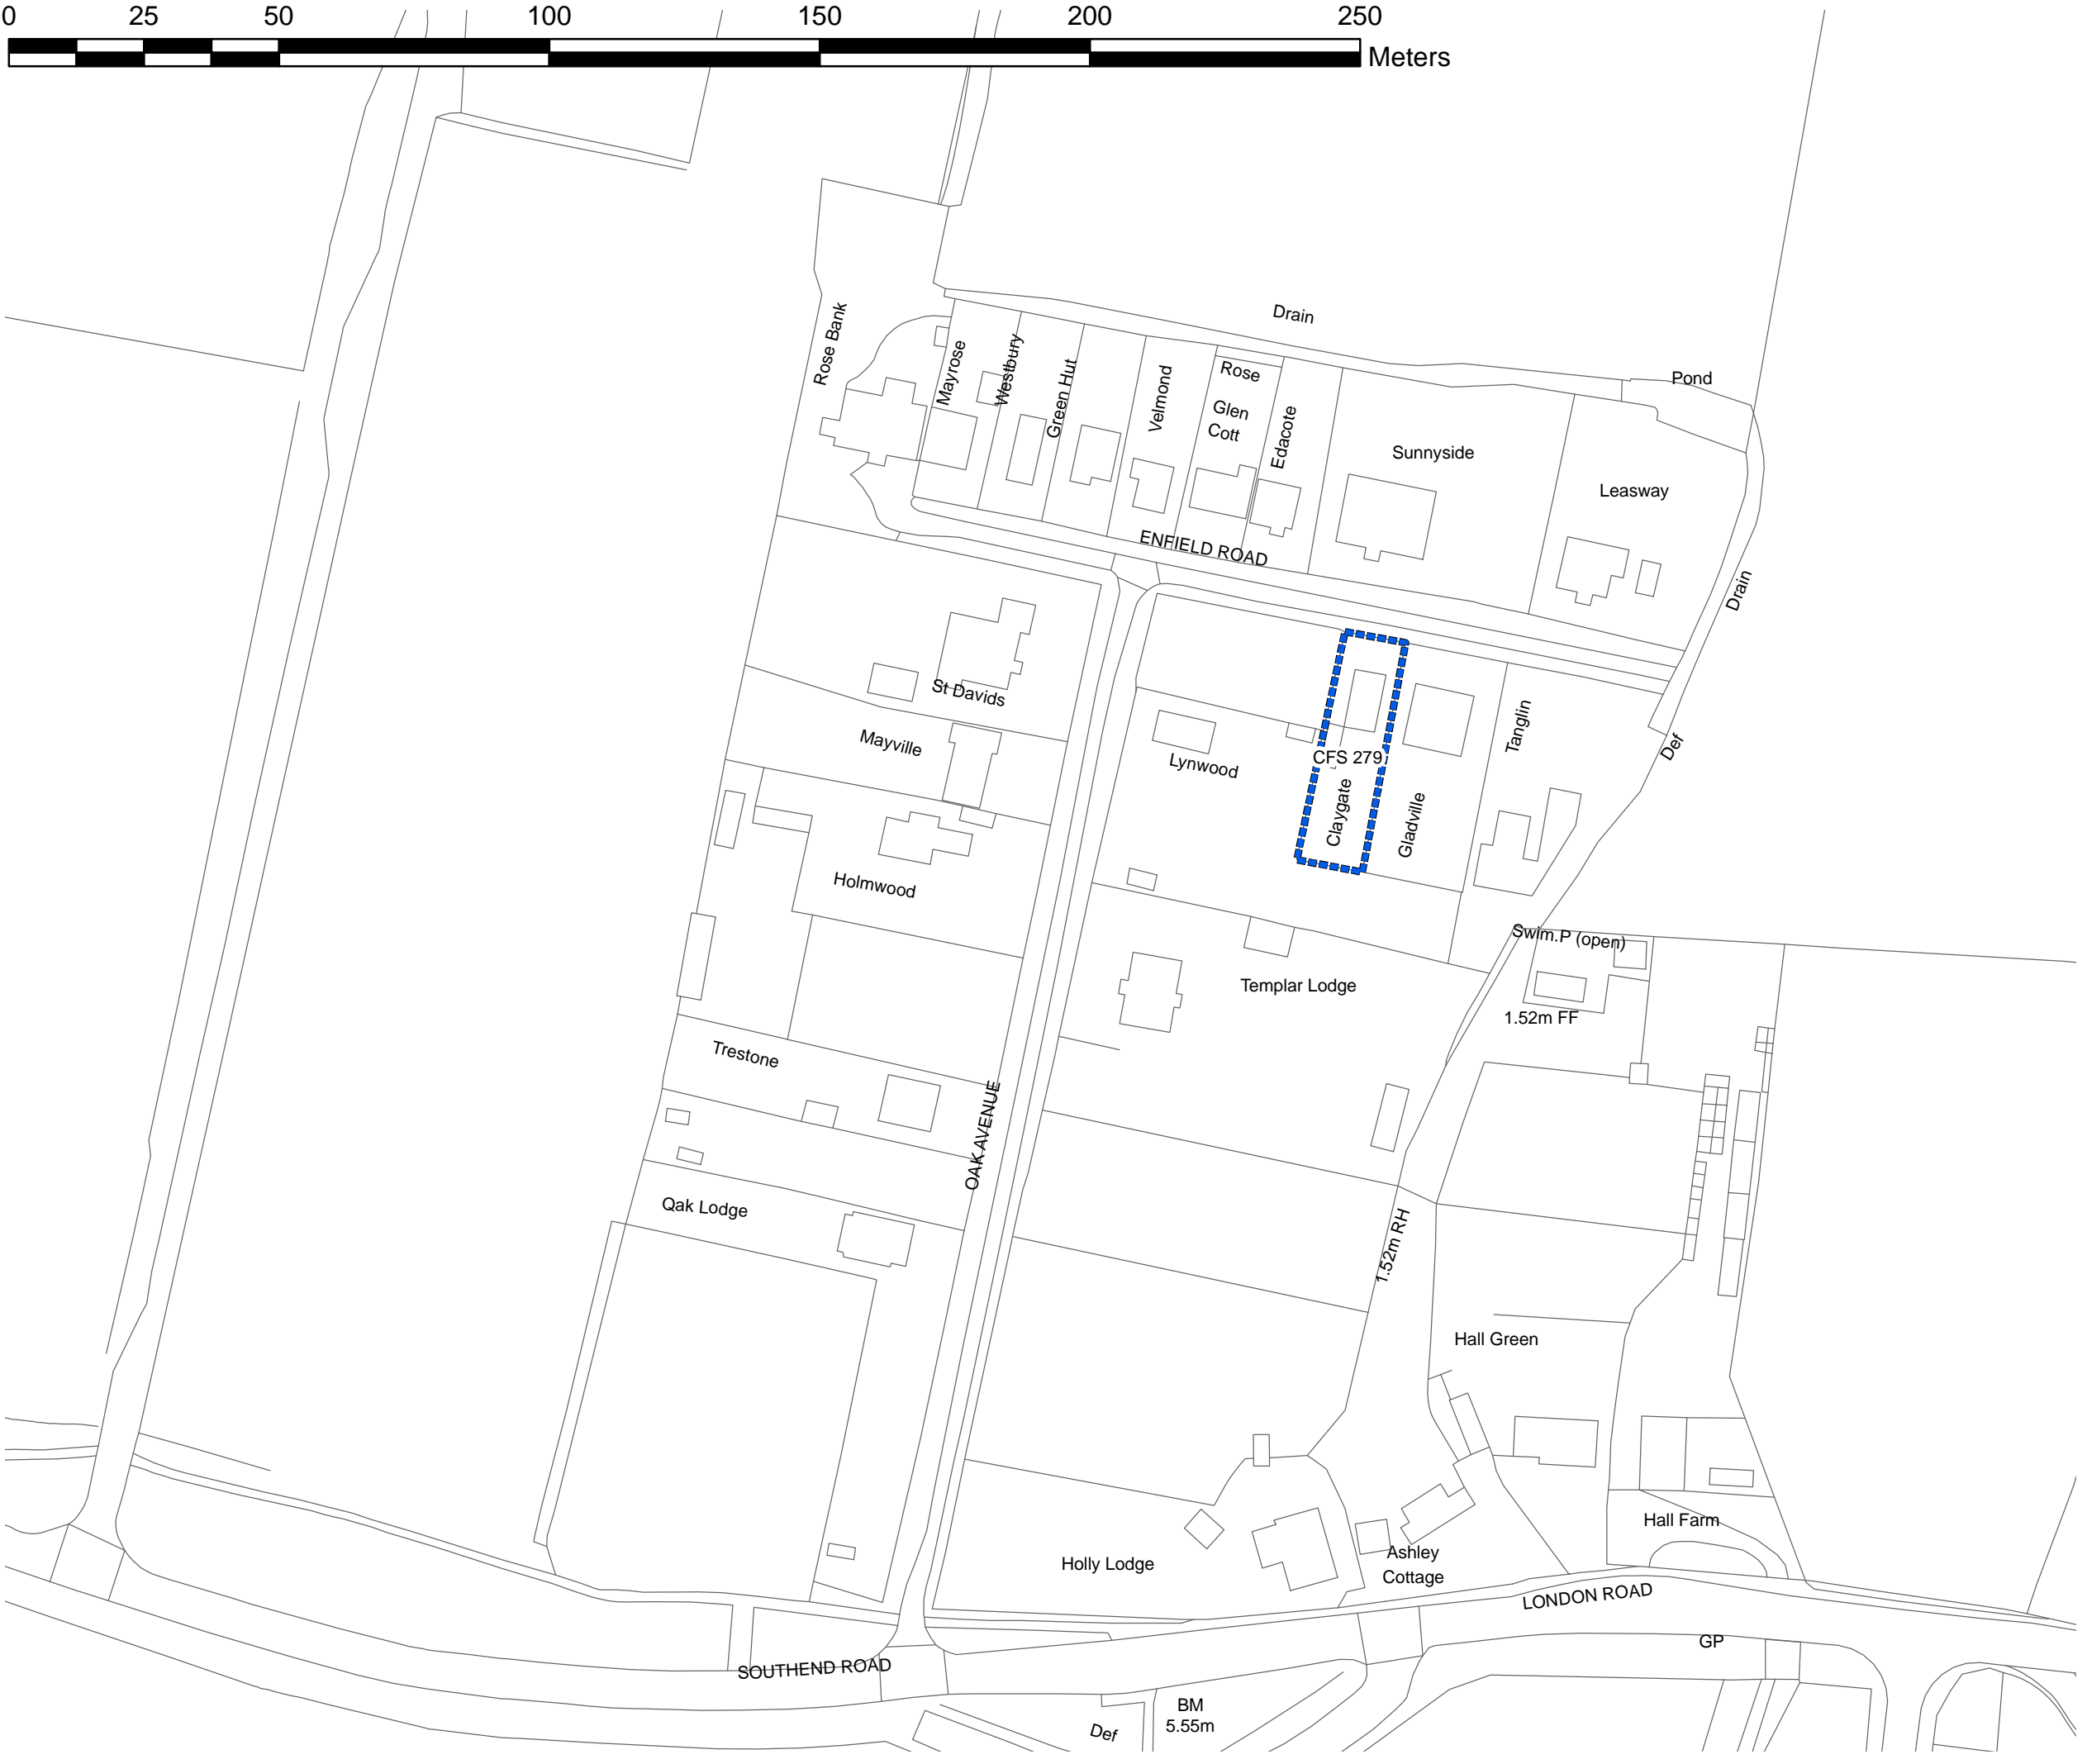 0 25 50 100 150 200 250
Meters
Drain
Rose Bank
Mayrose
Westbury
Green Hut
Velmond
Rose
Glen
Cott
Edacote
Sunnyside
Pond
Leasway
ENFIELD ROAD
Drain
St Davids
Mayville
Lynwood
CFS 279
Claygate
Gladville
Tanglin
Def
Holmwood
Swim.P (open)
Templar Lodge
1.52m FF
Trestone
OAK AVENUE
Qak Lodge
1.52m RH
Hall Green
Hall Farm
Holly Lodge
Ashley
Cottage
LONDON ROAD
GP
SOUTHEND ROAD
BM
5.55m
Def